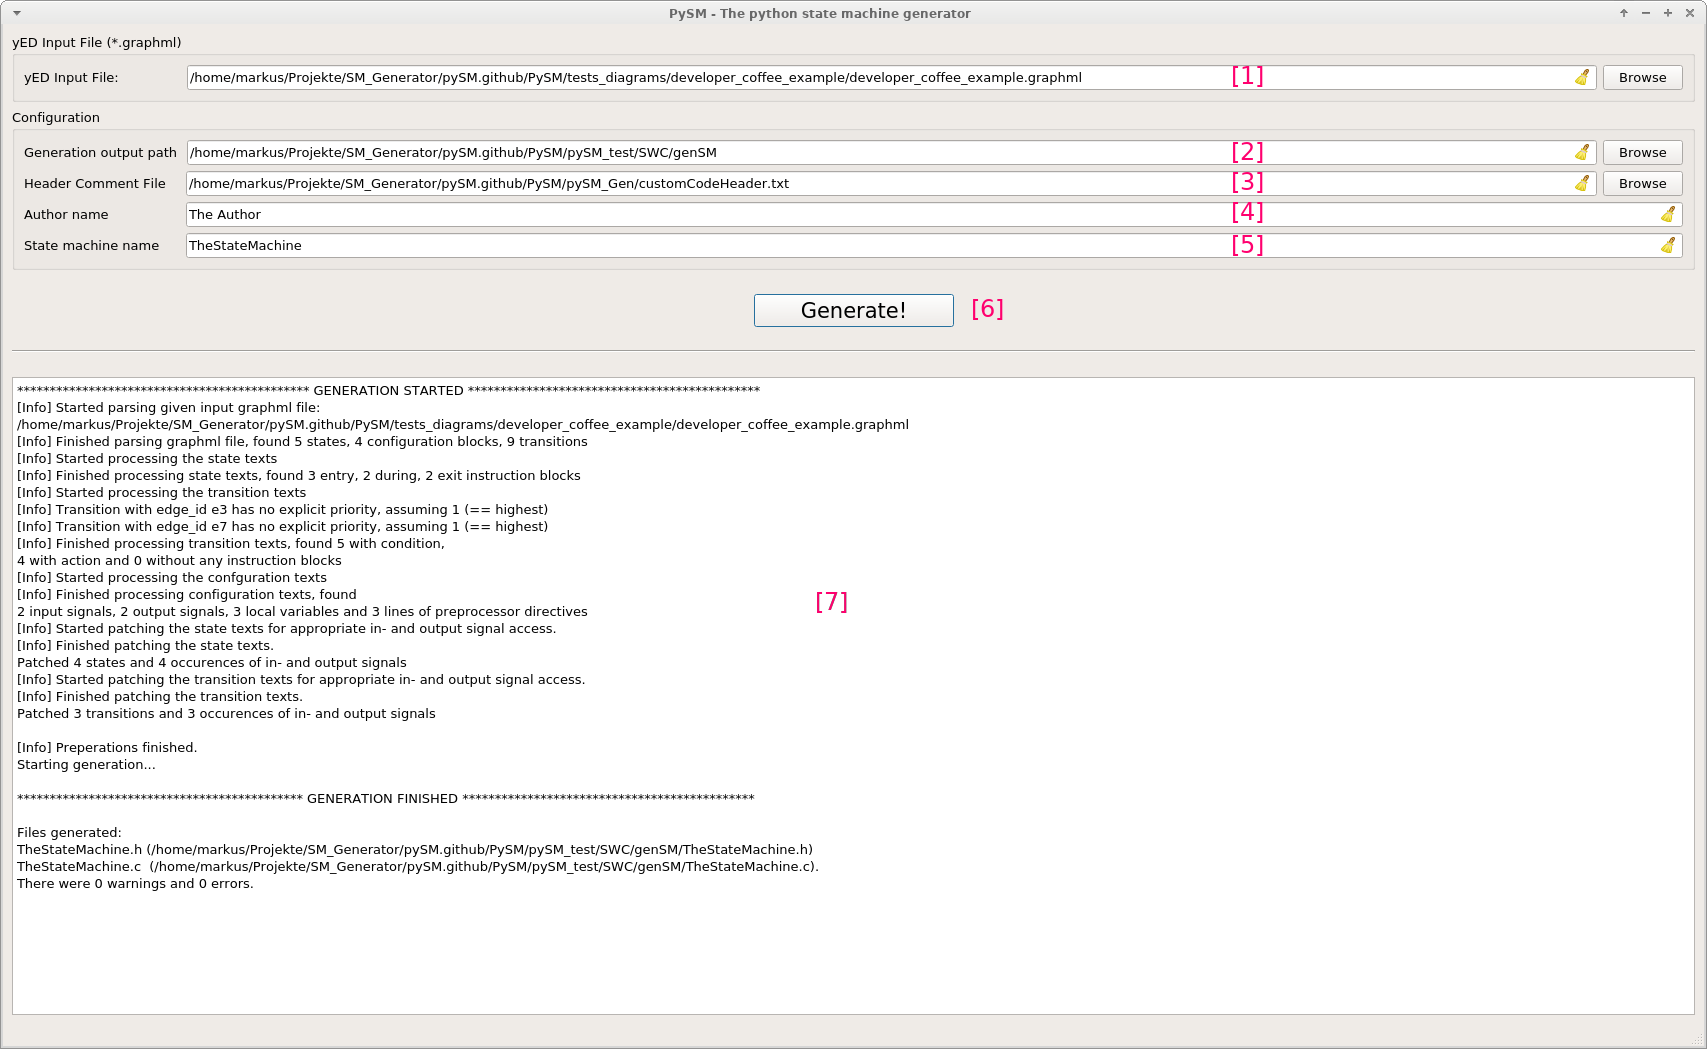 PySM - The python state machine generator
yED Input File (*.graphml)
yED Input File: /home/markus/Projekte/SM_Generator/pySM.github/PySM/tests_diagrams/developer_coffee_example/developer_coffee_example.graphml [1] Browse
Configuration
Generation output path /home/markus/Projekte/SM_Generator/pySM.github/PySM/pySM_test/SWC/genSM [2] Browse
Header Comment File /home/markus/Projekte/SM_Generator/pySM.github/PySM/pySM_Gen/customCodeHeader.txt [3] Browse
Author name The Author [4]
State machine name TheStateMachine [5]
Generate! [6]
********************************************* GENERATION STARTED *********************************************
[Info] Started parsing given input graphml file:
/home/markus/Projekte/SM_Generator/pySM.github/PySM/tests_diagrams/developer_coffee_example/developer_coffee_example.graphml
[Info] Finished parsing graphml file, found 5 states, 4 configuration blocks, 9 transitions
[Info] Started processing the state texts
[Info] Finished processing state texts, found 3 entry, 2 during, 2 exit instruction blocks
[Info] Started processing the transition texts
[Info] Transition with edge_id e3 has no explicit priority, assuming 1 (== highest)
[Info] Transition with edge_id e7 has no explicit priority, assuming 1 (== highest)
[Info] Finished processing transition texts, found 5 with condition,
4 with action and 0 without any instruction blocks
[Info] Started processing the confguration texts
[Info] Finished processing configuration texts, found
2 input signals, 2 output signals, 3 local variables and 3 lines of preprocessor directives
[Info] Started patching the state texts for appropriate in- and output signal access.
[Info] Finished patching the state texts.
Patched 4 states and 4 occurences of in- and output signals
[Info] Started patching the transition texts for appropriate in- and output signal access.
[Info] Finished patching the transition texts.
Patched 3 transitions and 3 occurences of in- and output signals
[Info] Preperations finished.
Starting generation...
******************************************** GENERATION FINISHED *********************************************
Files generated:
TheStateMachine.h (/home/markus/Projekte/SM_Generator/pySM.github/PySM/pySM_test/SWC/genSM/TheStateMachine.h)
TheStateMachine.c  (/home/markus/Projekte/SM_Generator/pySM.github/PySM/pySM_test/SWC/genSM/TheStateMachine.c).
There were 0 warnings and 0 errors.
[7]